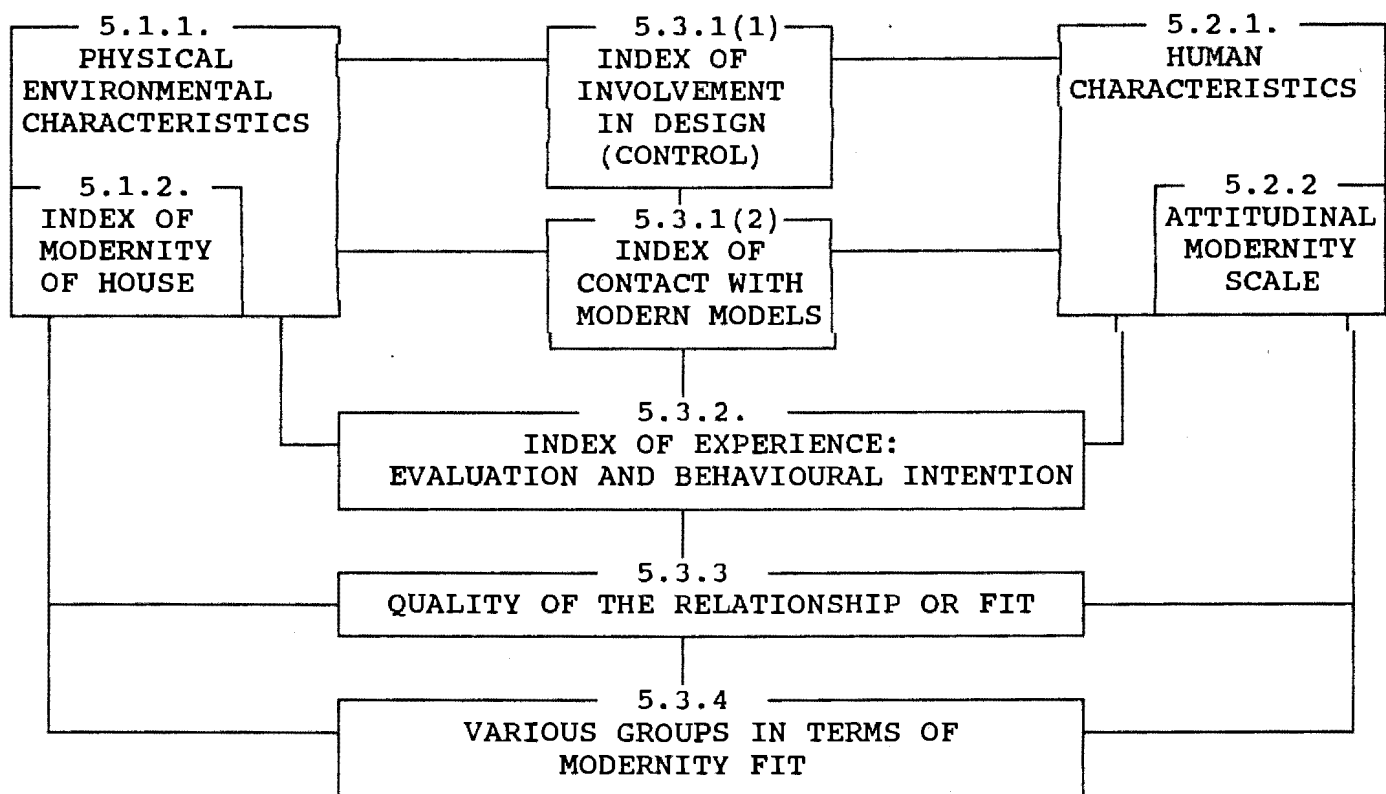 5.1.1.
PHYSICAL
ENVIRONMENTAL
CHARACTERISTICS
5.1.2.
INDEX OF
MODERNITY
OF HOUSE
5.3.1(1)
INDEX OF
INVOLVEMENT
IN DESIGN
(CONTROL)
5.3.1(2)
INDEX OF
CONTACT WITH
MODERN MODELS
5.2.1.
HUMAN
CHARACTERISTICS
5.2.2
ATTITUDINAL
MODERNITY
SCALE
5.3.2.
INDEX OF EXPERIENCE:
EVALUATION AND BEHAVIOURAL INTENTION
5.3.3
QUALITY OF THE RELATIONSHIP OR FIT
5.3.4
VARIOUS GROUPS IN TERMS OF
MODERNITY FIT